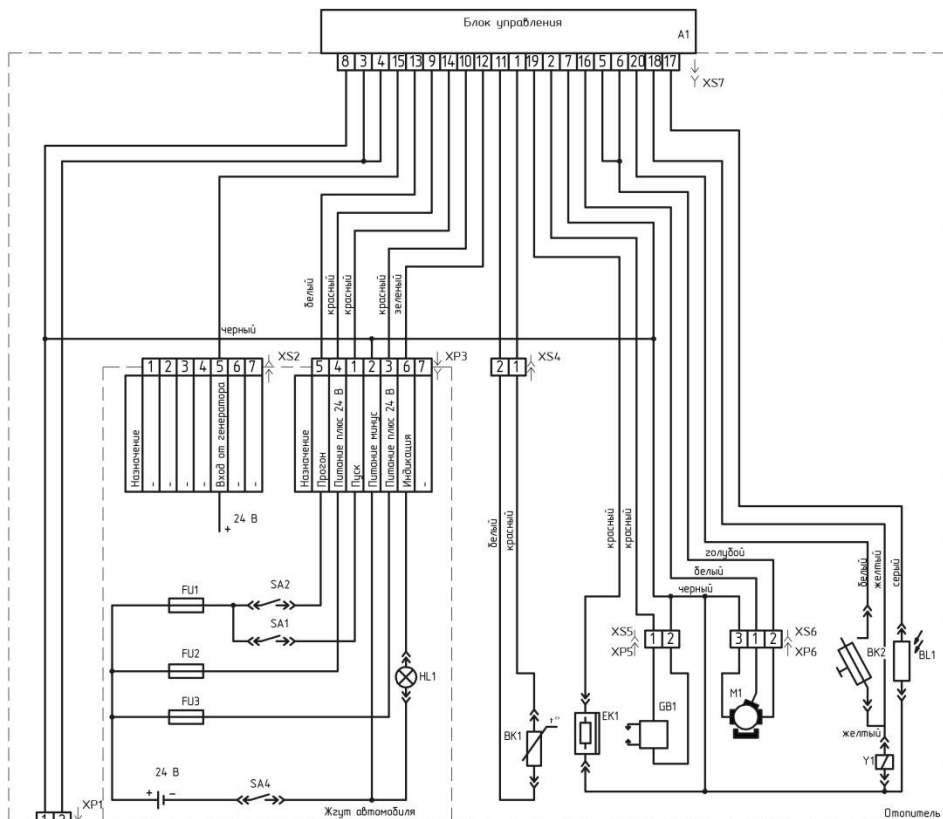 Блок управления
A1
8 3 4 15 13 9 14 10 12 11 1 19 2 7 16 5 6 20 18 17
XS7
белый
красный
красный
красный
зеленый
черный
XS2
1 2 3 4 5 6 7
Назначение
-
-
-
-
Вход от генератора
-
-
+ 24 В
XP3
5 4 1 2 3 6 7
Назначение
Прогон
Питание плюс 24 В
Пуск
Питание минус
Питание плюс 24 В
Индикация
-
XS4
2 1
белый
красный
красный
красный
голубой
белый
черный
белый
желтый
серый
FU1
SA2
SA1
FU2
FU3
HL1
24 В
+ -
SA4
XS5
XP5
1 2
XS6
XP6
3 1 2
BK1
t°
EK1
GB1
M1
BK2
BL1
желтый
Y1
XP1
1 2
Жгут автомобиля
Отопитель